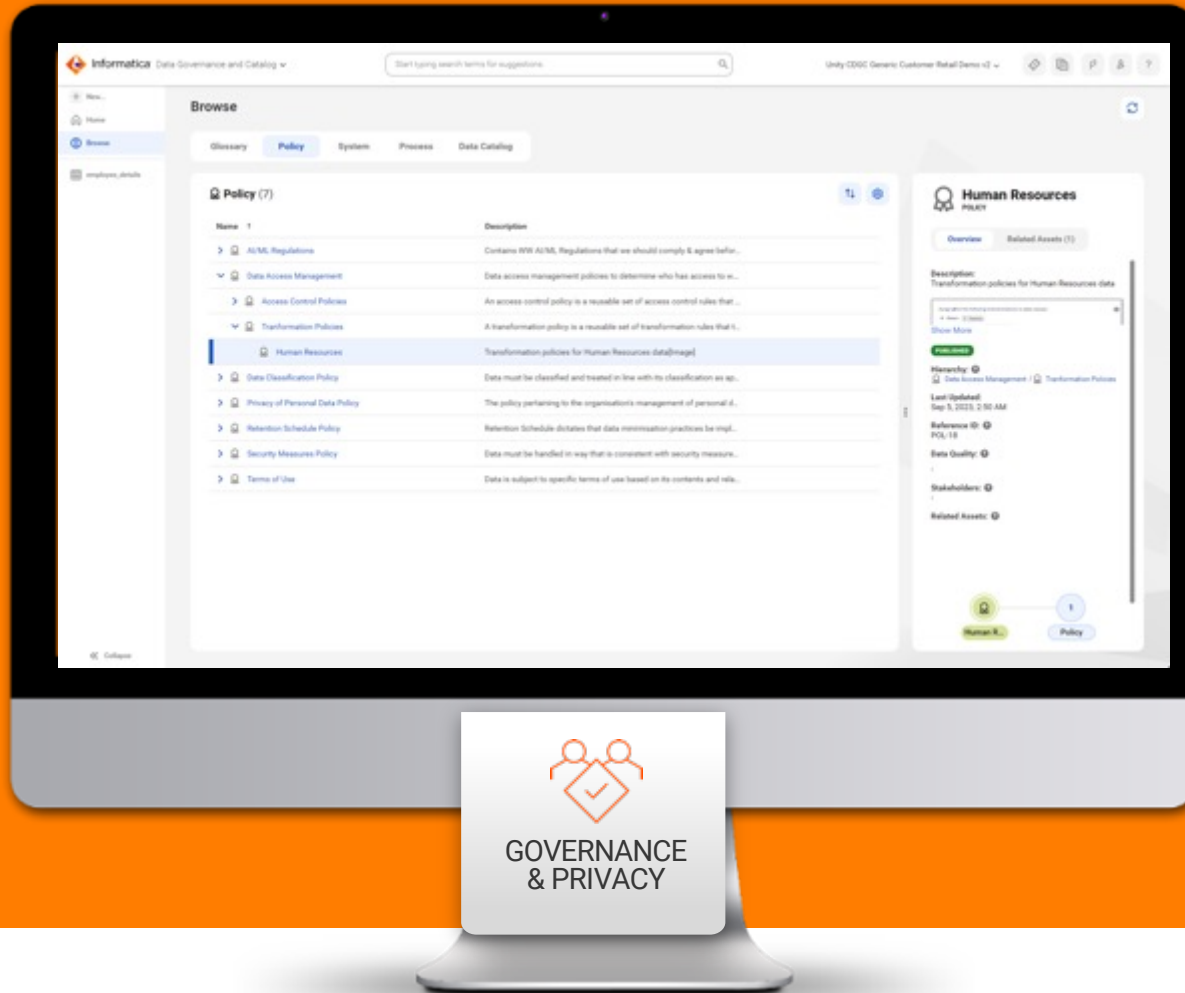 Informatica Data Governance and Catalog
Start typing search terms for suggestions
Unity CDGC Generic Customer Retail Demo v2
?
New...
Home
Browse
employee_details
Browse
Glossary Policy System Process Data Catalog
Policy (7)
Name ↑ Description
AI/ML Regulations Contains WW AI/ML Regulations that we should comply & agree befor...
Data Access Management Data access management policies to determine who has access to w...
Access Control Policies An access control policy is a reusable set of access control rules that ...
Tranformation Policies A transformation policy is a reusable set of transformation rules that t...
Human Resources Transformation policies for Human Resources data[Image]
Data Classification Policy Data must be classified and treated in line with its classification as ap...
Privacy of Personal Data Policy The policy pertaining to the organisation's management of personal d...
Retention Schedule Policy Retention Schedule dictates that data minimisation practices be impl...
Security Measures Policy Data must be handled in way that is consistent with security measure...
Terms of Use Data is subject to specific terms of use based on its contents and rela...
Human Resources
POLICY
Overview Related Assets (1)
Description:
Transformation policies for Human Resources data
Show More
PUBLISHED
Hierarchy:
Data Access Management / Tranformation Policies
Last Updated:
Sep 5, 2023, 2:50 AM
Reference ID:
POL-18
Data Quality:
-
Stakeholders:
-
Related Assets:
1
Human R... Policy
Collapse
GOVERNANCE
& PRIVACY